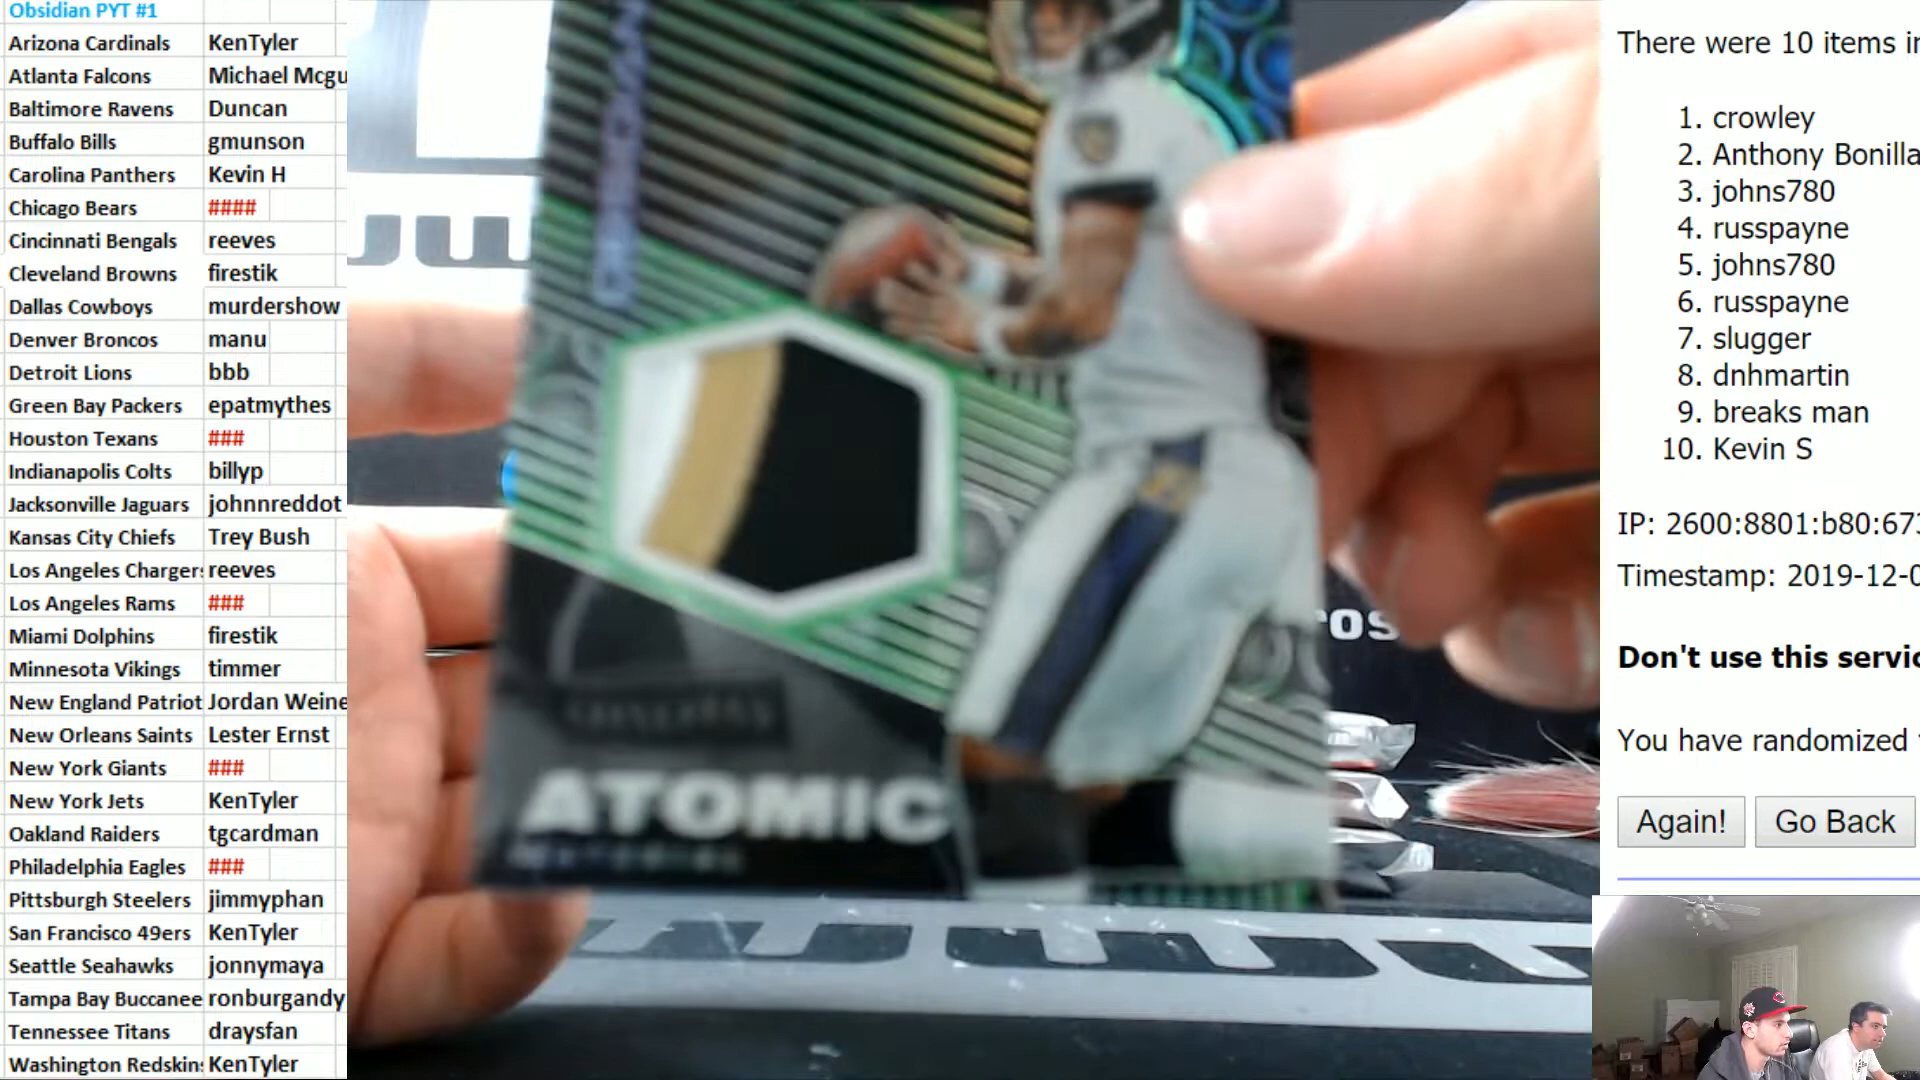 Obsidian PYT #1
Arizona Cardinals KenTyler
Atlanta Falcons Michael Mcgu
Baltimore Ravens Duncan
Buffalo Bills gmunson
Carolina Panthers Kevin H
Chicago Bears ####
Cincinnati Bengals reeves
Cleveland Browns firestik
Dallas Cowboys murdershow
Denver Broncos manu
Detroit Lions bbb
Green Bay Packers epatmythes
Houston Texans ###
Indianapolis Colts billyp
Jacksonville Jaguars johnnreddot
Kansas City Chiefs Trey Bush
Los Angeles Chargers reeves
Los Angeles Rams ###
Miami Dolphins firestik
Minnesota Vikings timmer
New England Patriot Jordan Weine
New Orleans Saints Lester Ernst
New York Giants ###
New York Jets KenTyler
Oakland Raiders tgcardman
Philadelphia Eagles ###
Pittsburgh Steelers jimmyphan
San Francisco 49ers KenTyler
Seattle Seahawks jonnymaya
Tampa Bay Buccanee ronburgandy
Tennessee Titans draysfan
Washington Redskins KenTyler
ATOMIC
MATERIAL
There were 10 items in
1. crowley
2. Anthony Bonilla
3. johns780
4. russpayne
5. johns780
6. russpayne
7. slugger
8. dnhmartin
9. breaks man
10. Kevin S
IP: 2600:8801:b80:673
Timestamp: 2019-12-0
Don't use this servic
You have randomized
Again! Go Back